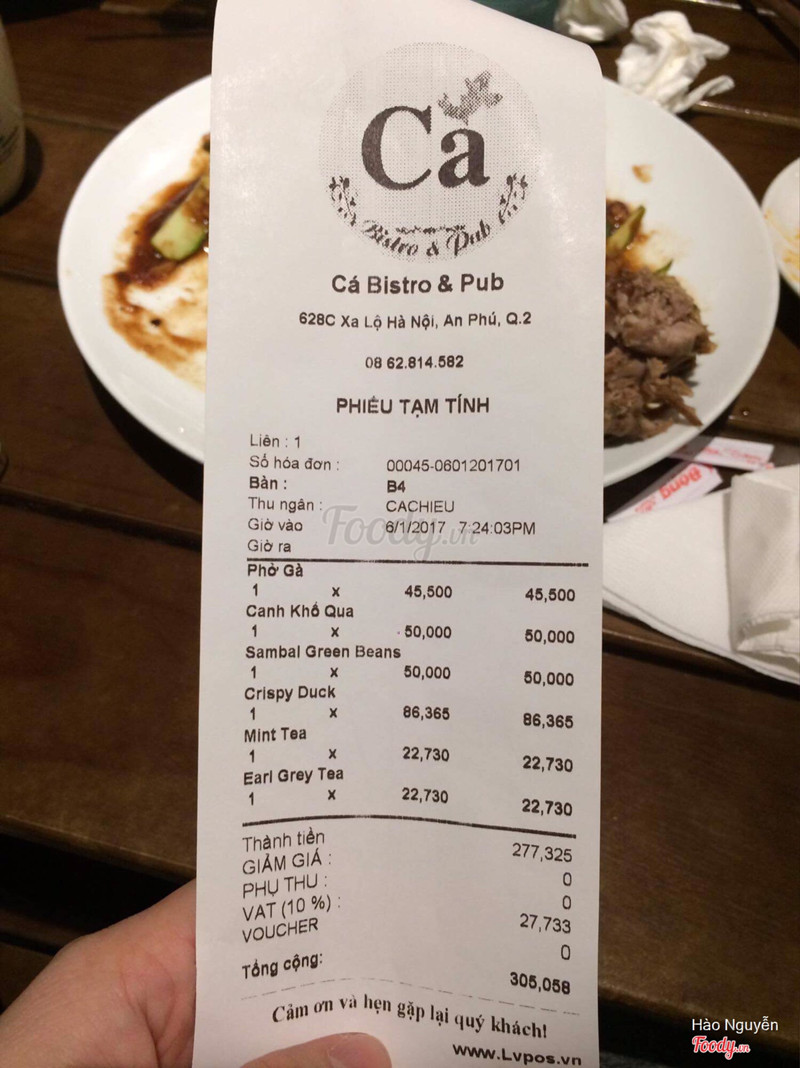 Cá
Bistro & Pub
Cá Bistro & Pub
628C Xa Lộ Hà Nội, An Phú, Q.2
08 62.814.582
PHIẾU TẠM TÍNH
Liên : 1
Số hóa đơn : 00045-0601201701
Bàn : B4
Thu ngân : CACHIEU
Giờ vào 6/1/2017 7:24:03PM
Giờ ra
Foody.vn
Phở Gà
1 x 45,500 45,500
Canh Khổ Qua
1 x 50,000 50,000
Sambal Green Beans
1 x 50,000 50,000
Crispy Duck
1 x 86,365 86,365
Mint Tea
1 x 22,730 22,730
Earl Grey Tea
1 x 22,730 22,730
Thành tiền 277,325
GIẢM GIÁ : 0
PHỤ THU : 0
VAT (10 %) : 27,733
VOUCHER 0
Tổng cộng: 305,058
Cảm ơn và hẹn gặp lại quý khách!
www.Lvpos.vn
Hào Nguyễn
Foody.vn